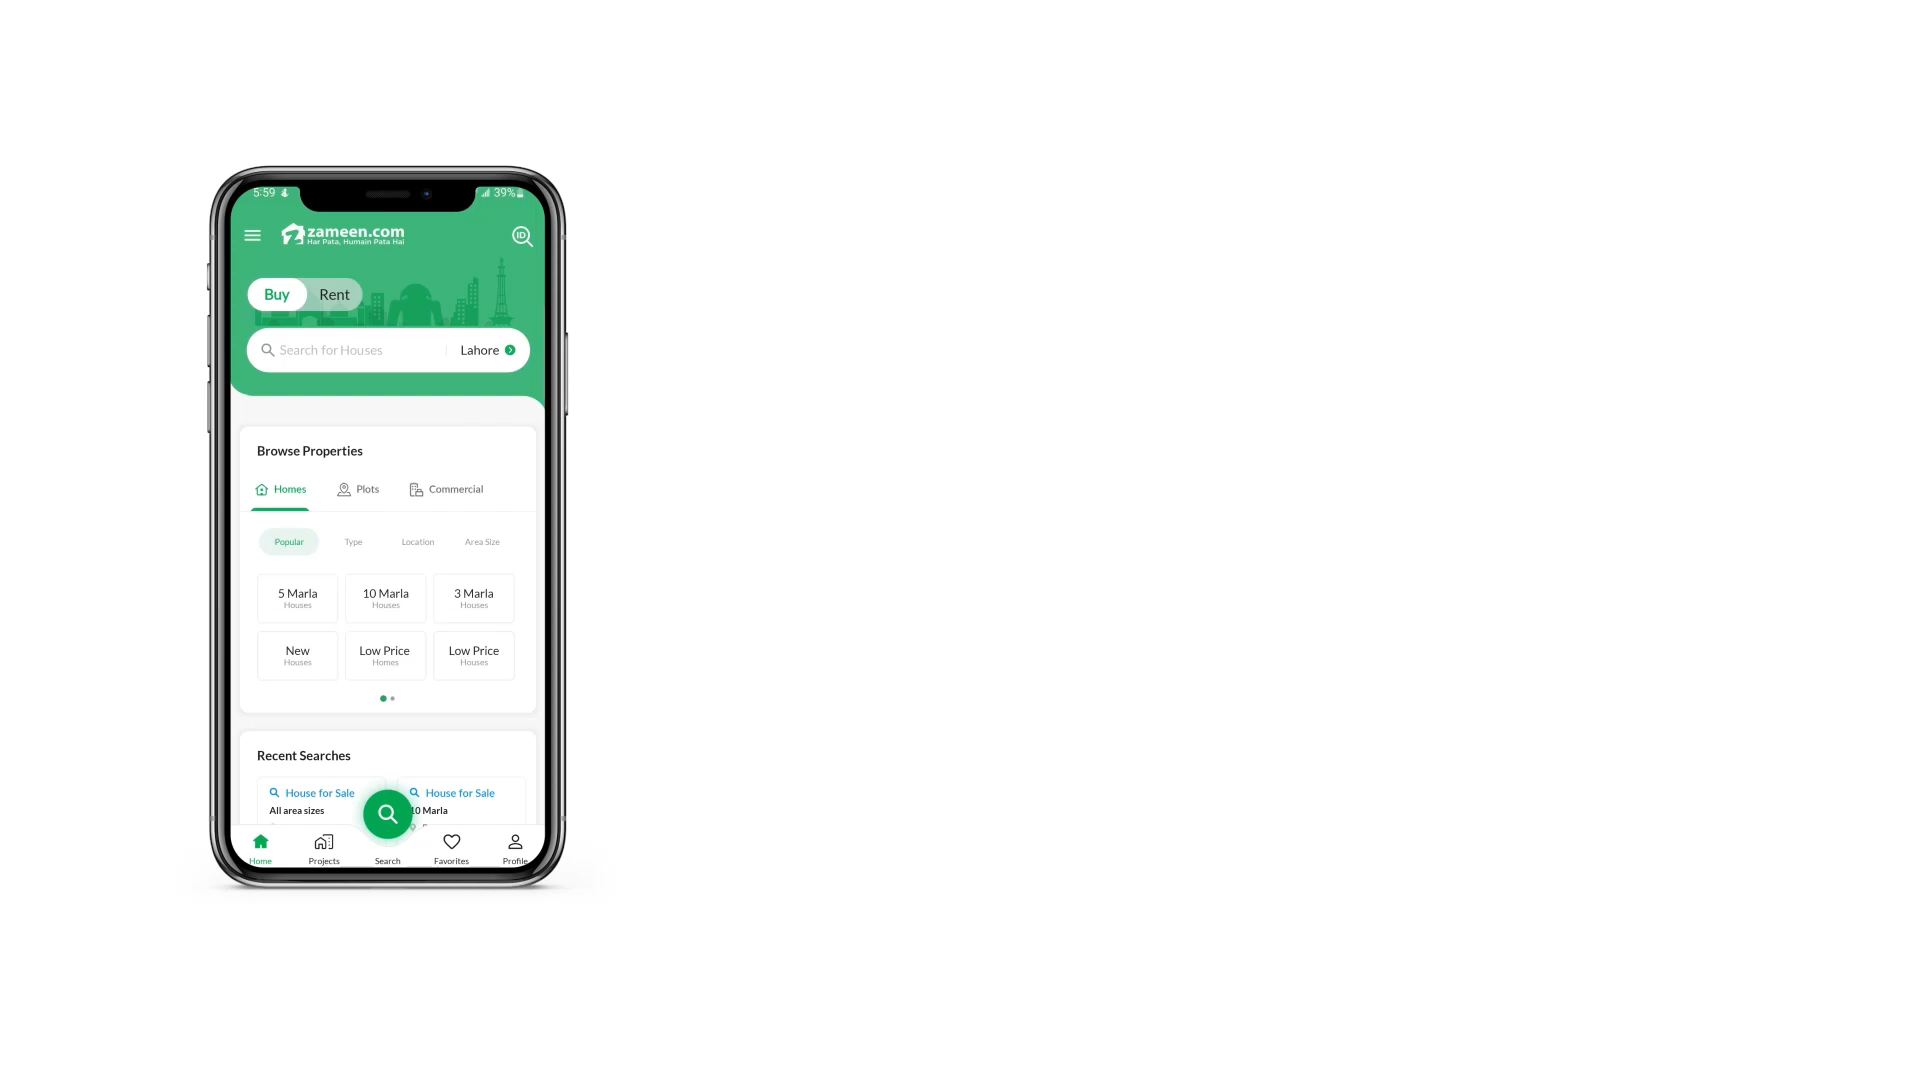 5:59
39%
zameen.com
Har Pata, Humain Pata Hai
ID
Buy Rent
Search for Houses Lahore
Browse Properties
Homes Plots Commercial
Popular Type Location Area Size
5 Marla 10 Marla 3 Marla
Houses Houses Houses
New Low Price Low Price
Houses Homes Houses
Recent Searches
House for Sale House for Sale
All area sizes 10 Marla
Home Projects Search Favorites Profile